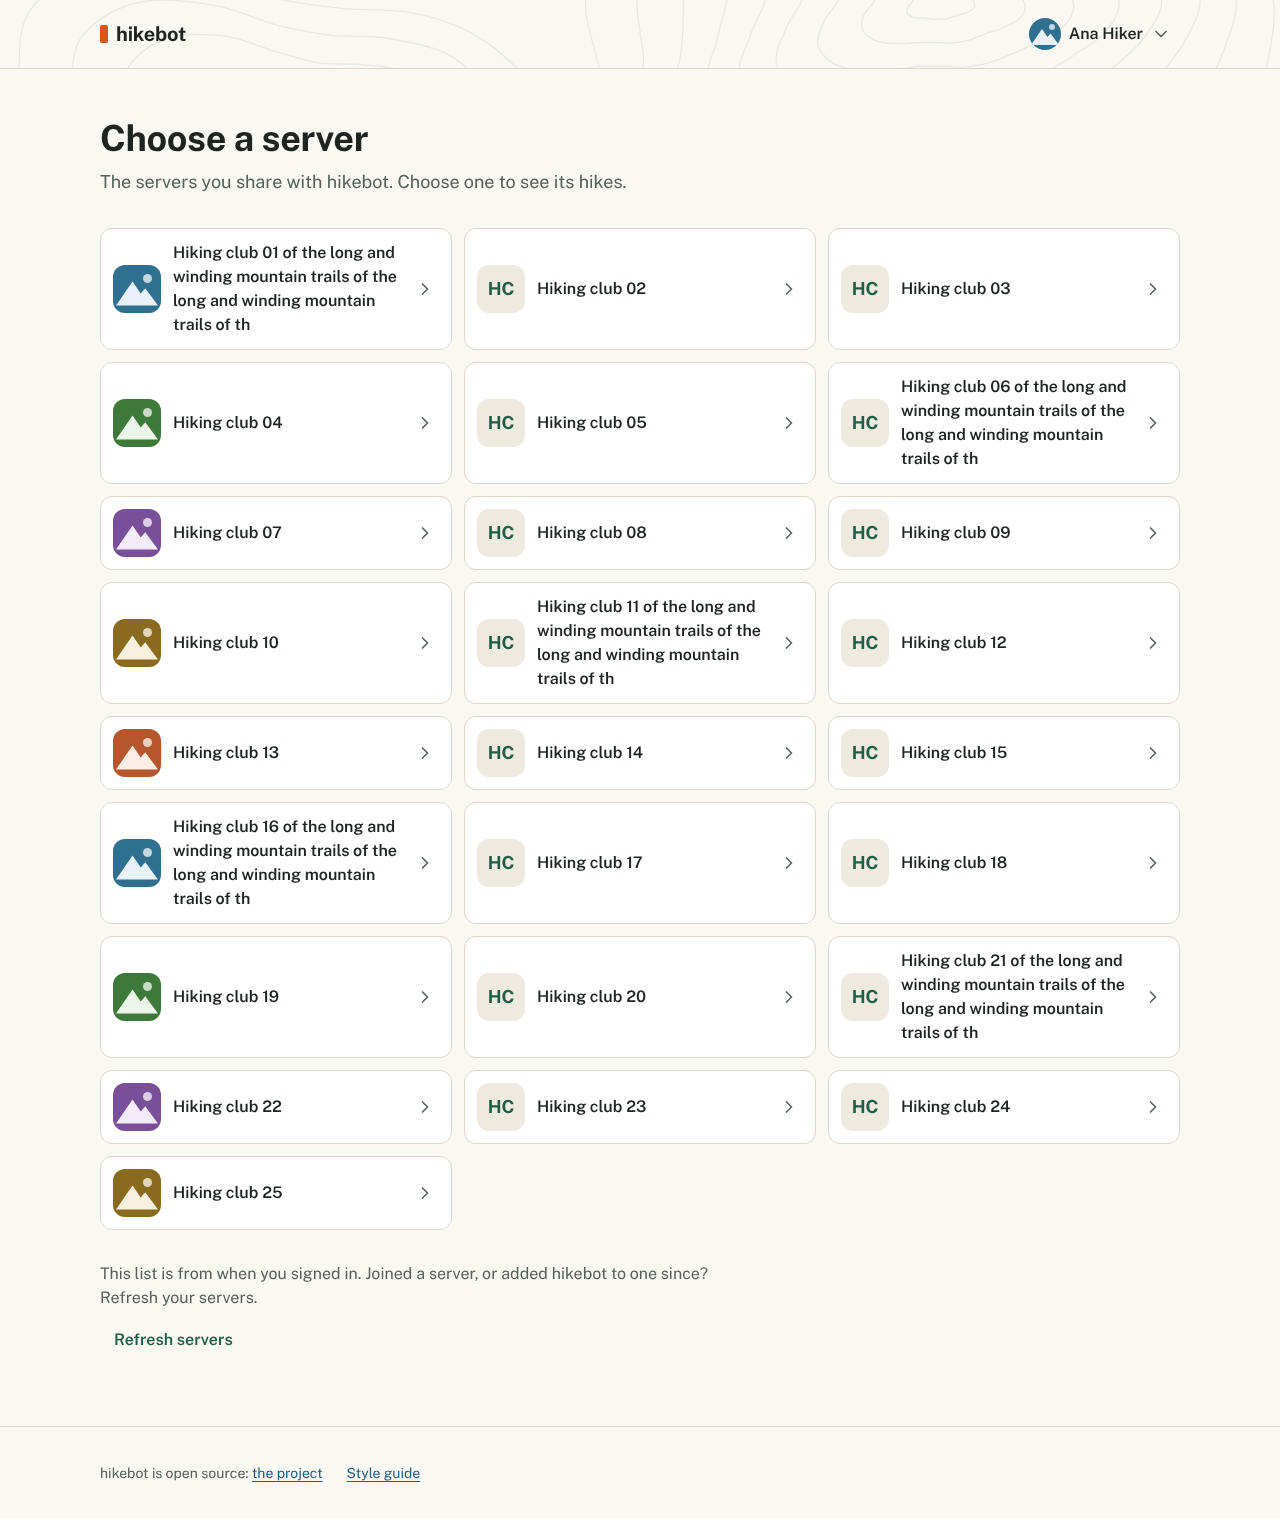 hikebot
Ana Hiker
Choose a server
The servers you share with hikebot. Choose one to see its hikes.
Hiking club 01 of the long and
winding mountain trails of the
long and winding mountain
trails of th
HC
Hiking club 02
HC
Hiking club 03
Hiking club 04
HC
Hiking club 05
HC
Hiking club 06 of the long and
winding mountain trails of the
long and winding mountain
trails of th
Hiking club 07
HC
Hiking club 08
HC
Hiking club 09
Hiking club 10
HC
Hiking club 11 of the long and
winding mountain trails of the
long and winding mountain
trails of th
HC
Hiking club 12
Hiking club 13
HC
Hiking club 14
HC
Hiking club 15
Hiking club 16 of the long and
winding mountain trails of the
long and winding mountain
trails of th
HC
Hiking club 17
HC
Hiking club 18
Hiking club 19
HC
Hiking club 20
HC
Hiking club 21 of the long and
winding mountain trails of the
long and winding mountain
trails of th
Hiking club 22
HC
Hiking club 23
HC
Hiking club 24
Hiking club 25
This list is from when you signed in. Joined a server, or added hikebot to one since?
Refresh your servers.
Refresh servers
hikebot is open source: the project
Style guide